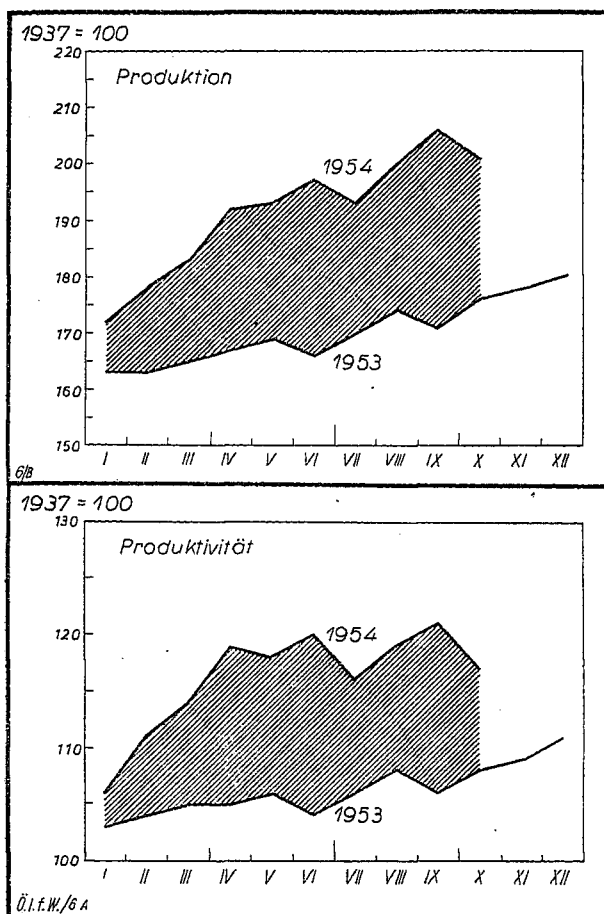 1937 = 100
Produktion
220
210
200
190
180
170
160
150
1954
1953
I II III IV V VI VII VIII IX X XI XII
6/B
1937 = 100
Produktivität
130
120
110
100
1954
1953
I II III IV V VI VII VIII IX X XI XII
Ö.I.f.W./6 A